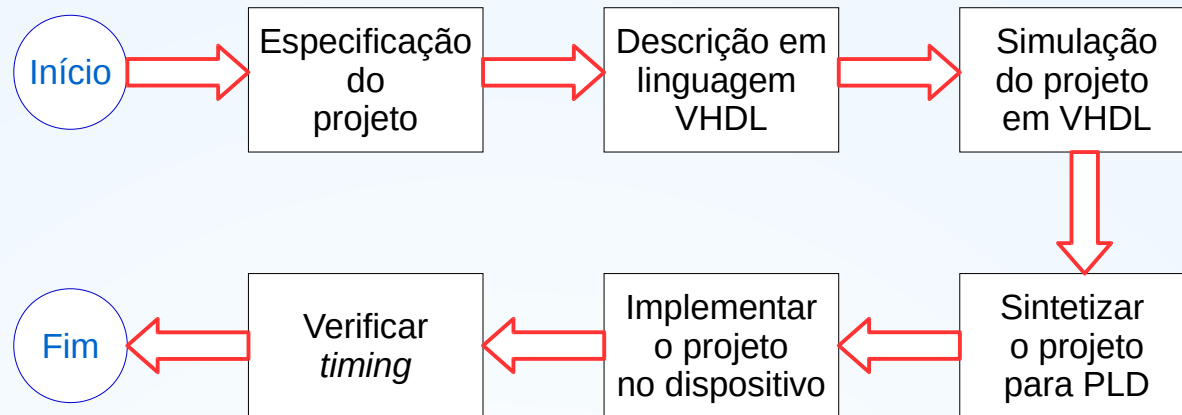 Início
Especificação
do
projeto
Descrição em
linguagem
VHDL
Simulação
do projeto
em VHDL
Fim
Verificar
timing
Implementar
o projeto
no dispositivo
Sintetizar
o projeto
para PLD